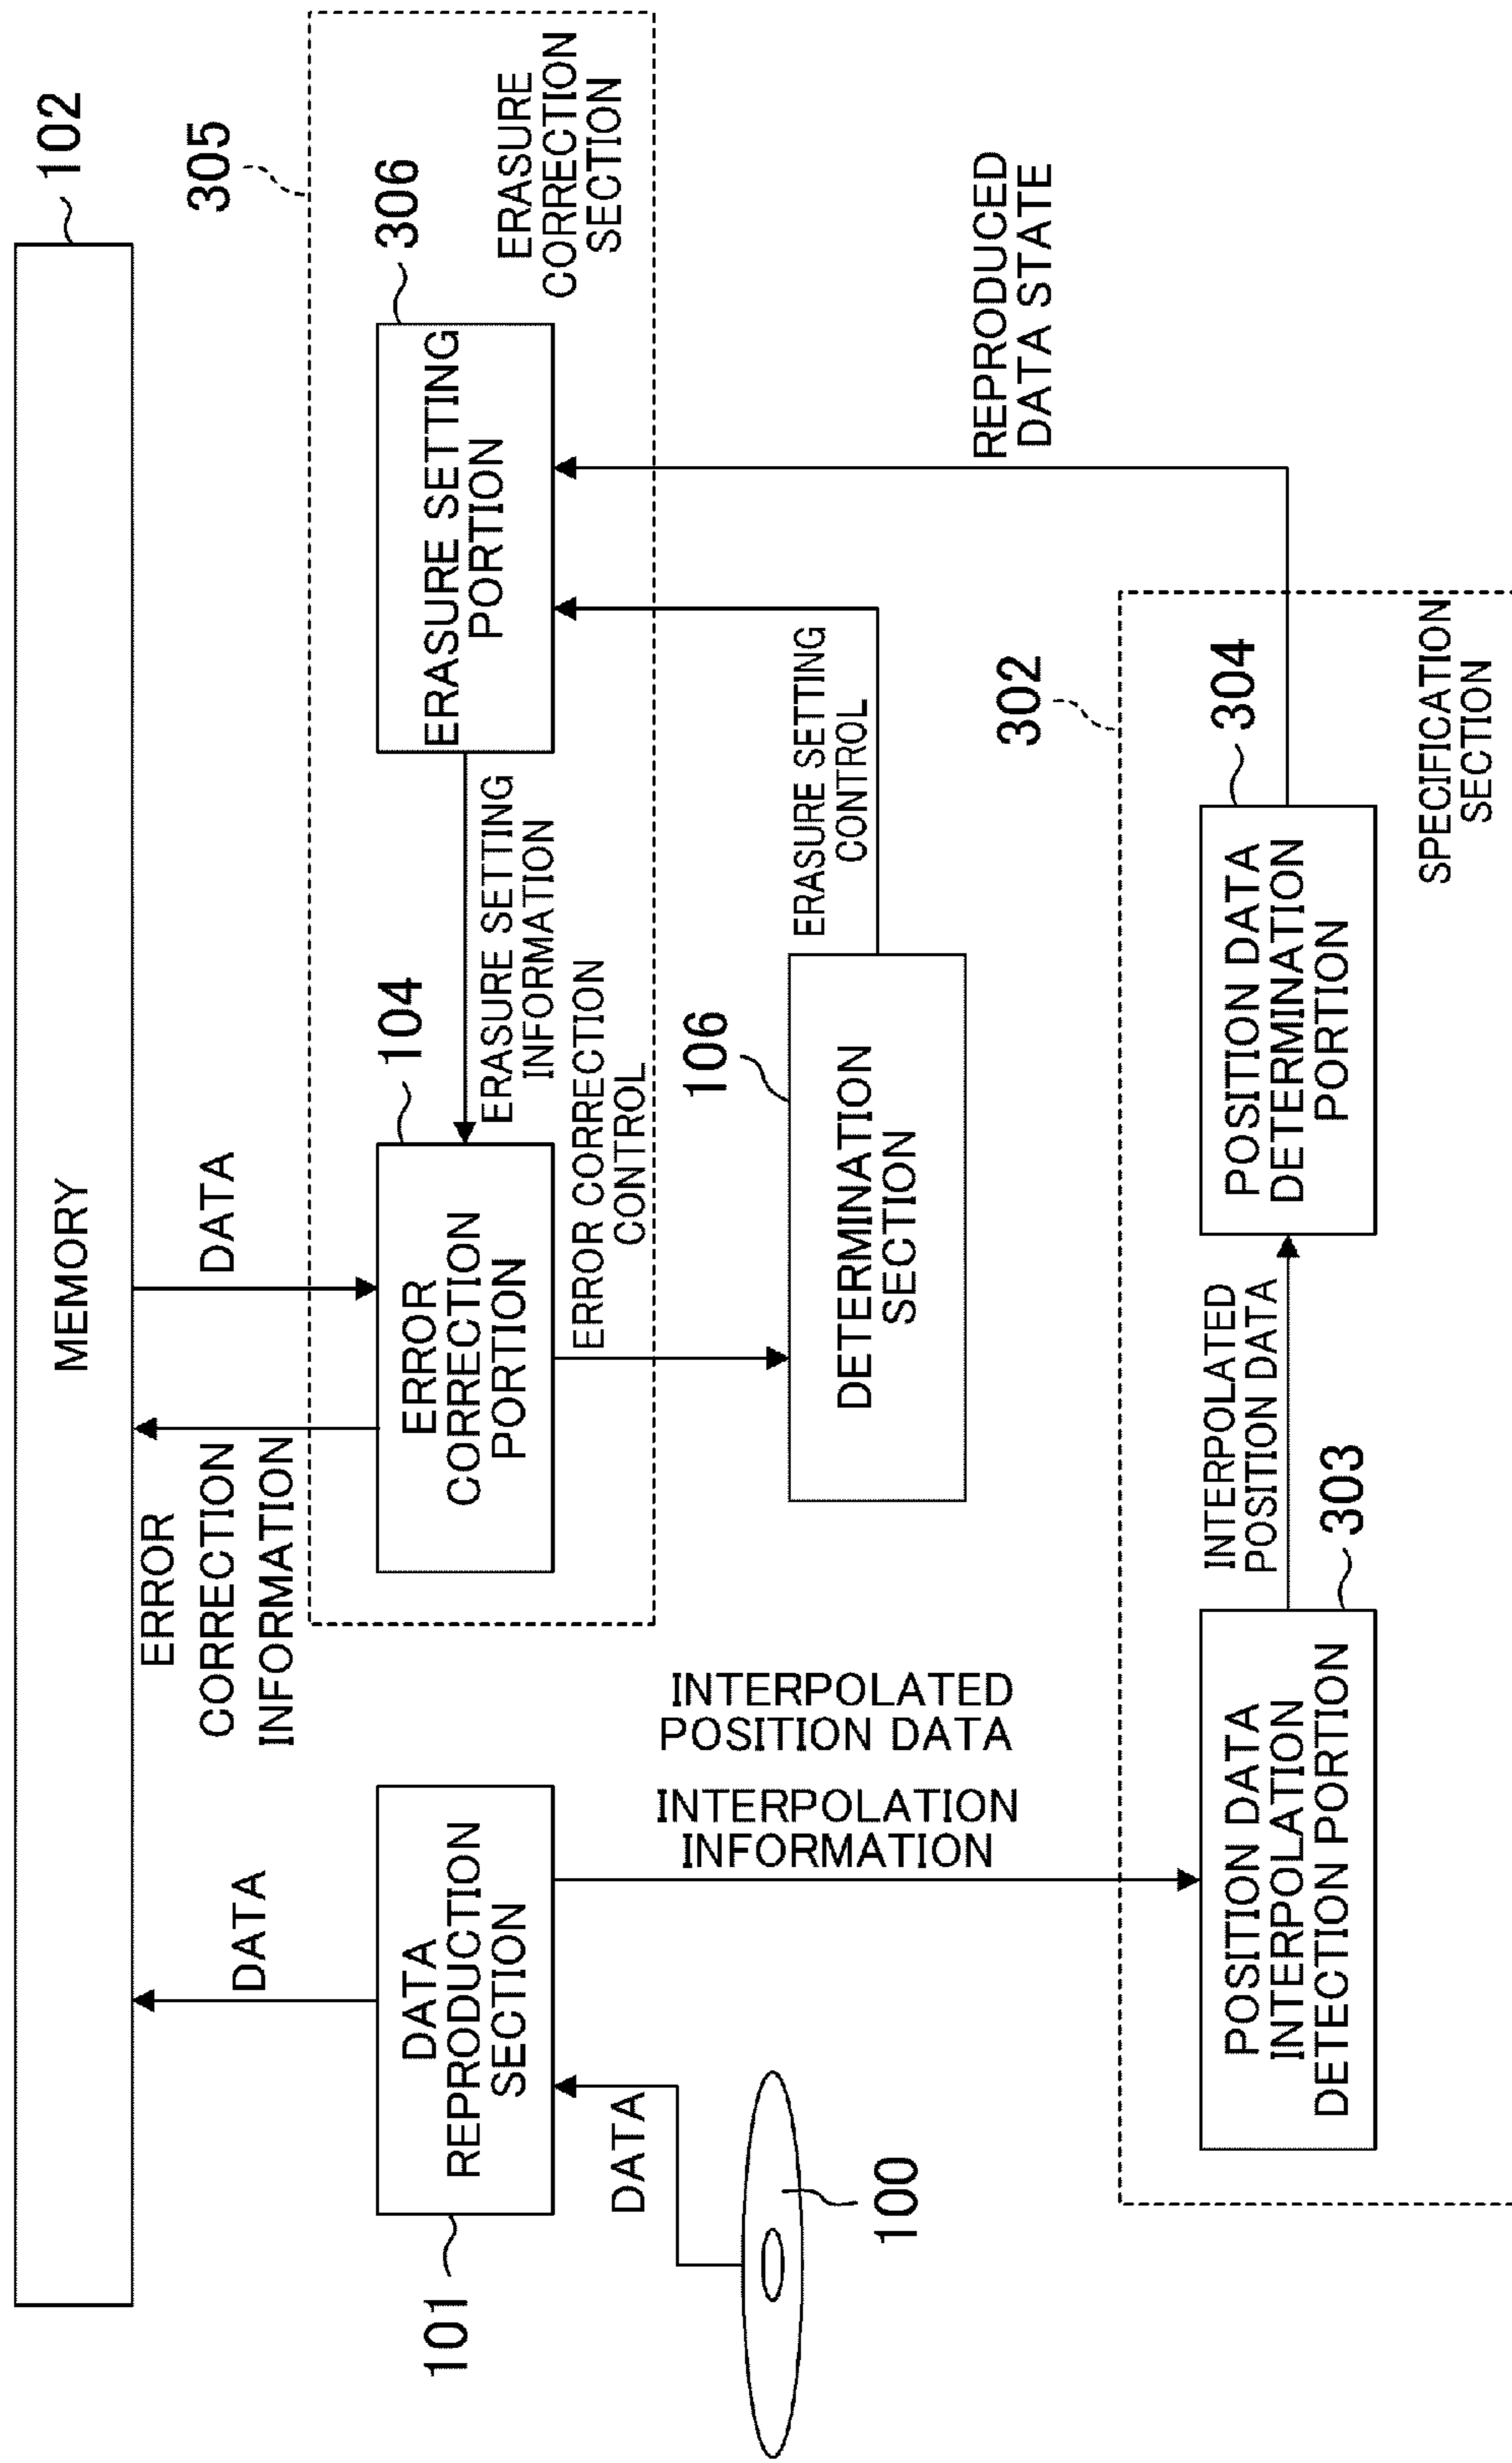 102
MEMORY
DATA
ERROR
CORRECTION
INFORMATION
DATA
305
101
DATA
REPRODUCTION
SECTION
104
ERROR
CORRECTION
PORTION
ERASURE SETTING
INFORMATION
306
ERASURE SETTING
PORTION
ERASURE
CORRECTION
SECTION
DATA
100
INTERPOLATED
POSITION DATA
INTERPOLATION
INFORMATION
ERROR CORRECTION
CONTROL
106
DETERMINATION
SECTION
ERASURE SETTING
CONTROL
REPRODUCED
DATA STATE
302
POSITION DATA
INTERPOLATION
DETECTION PORTION
303
INTERPOLATED
POSITION DATA
304
POSITION DATA
DETERMINATION
PORTION
SPECIFICATION
SECTION